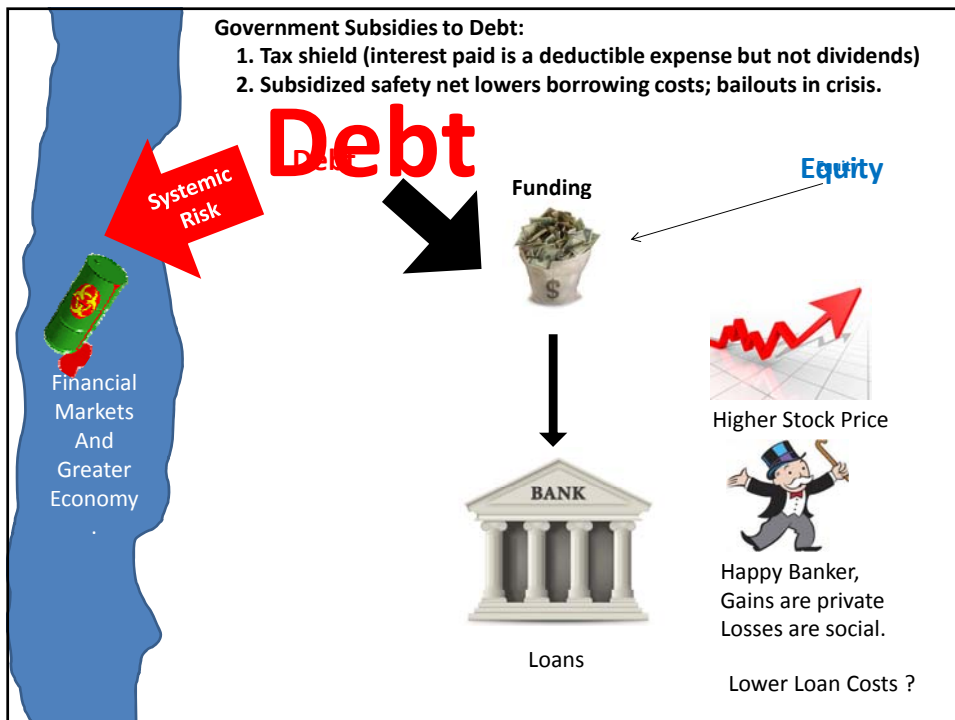 Government Subsidies to Debt:
1. Tax shield (interest paid is a deductible expense but not dividends)
2. Subsidized safety net lowers borrowing costs; bailouts in crisis.
Debt
Debt
Equity
Equity
Systemic
Risk
Funding
$
Higher Stock Price
Financial
Markets
And
Greater
Economy
.
BANK
Happy Banker,
Gains are private
Losses are social.
Loans
Lower Loan Costs ?